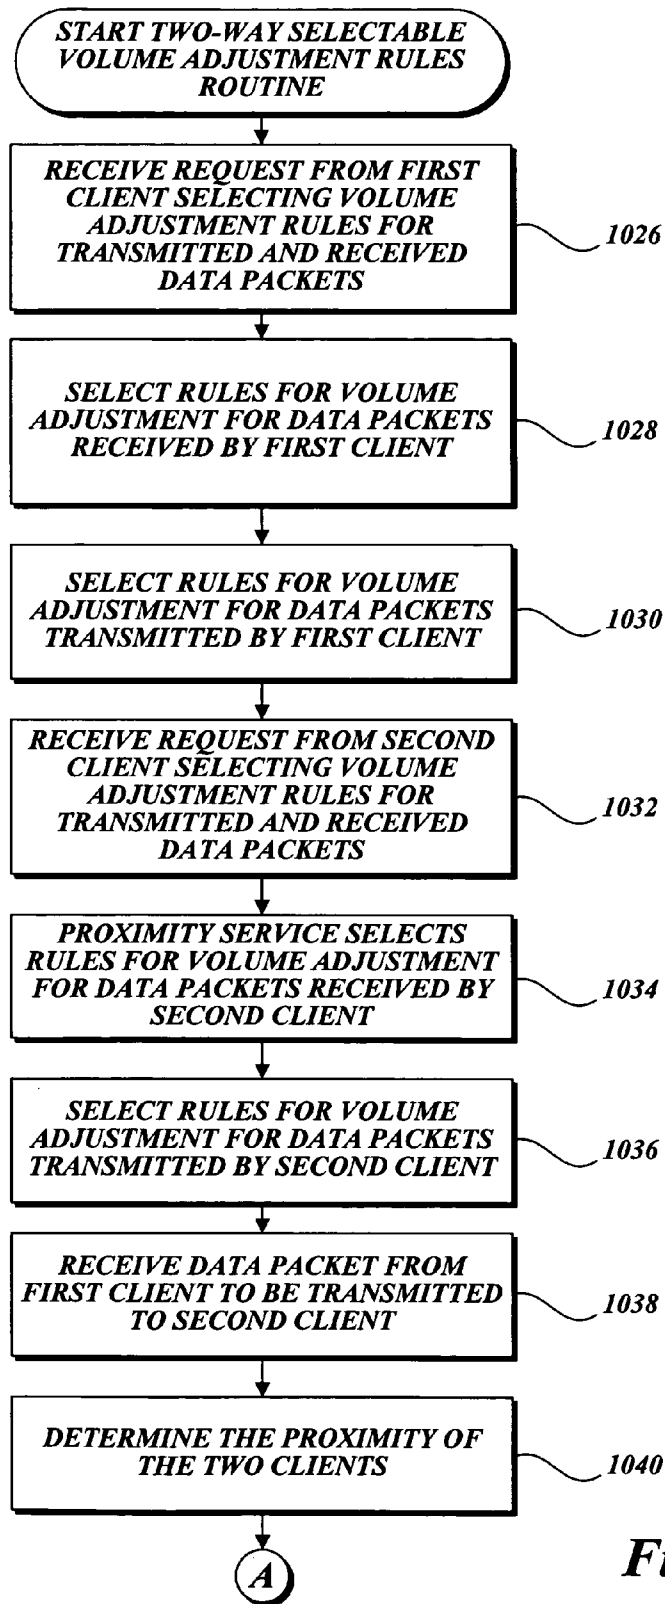 START TWO-WAY SELECTABLE
VOLUME ADJUSTMENT RULES
ROUTINE
RECEIVE REQUEST FROM FIRST
CLIENT SELECTING VOLUME
ADJUSTMENT RULES FOR
TRANSMITTED AND RECEIVED
DATA PACKETS
1026
SELECT RULES FOR VOLUME
ADJUSTMENT FOR DATA PACKETS
RECEIVED BY FIRST CLIENT
1028
SELECT RULES FOR VOLUME
ADJUSTMENT FOR DATA PACKETS
TRANSMITTED BY FIRST CLIENT
1030
RECEIVE REQUEST FROM SECOND
CLIENT SELECTING VOLUME
ADJUSTMENT RULES FOR
TRANSMITTED AND RECEIVED
DATA PACKETS
1032
PROXIMITY SERVICE SELECTS
RULES FOR VOLUME ADJUSTMENT
FOR DATA PACKETS RECEIVED BY
SECOND CLIENT
1034
SELECT RULES FOR VOLUME
ADJUSTMENT FOR DATA PACKETS
TRANSMITTED BY SECOND CLIENT
1036
RECEIVE DATA PACKET FROM
FIRST CLIENT TO BE TRANSMITTED
TO SECOND CLIENT
1038
DETERMINE THE PROXIMITY OF
THE TWO CLIENTS
1040
A